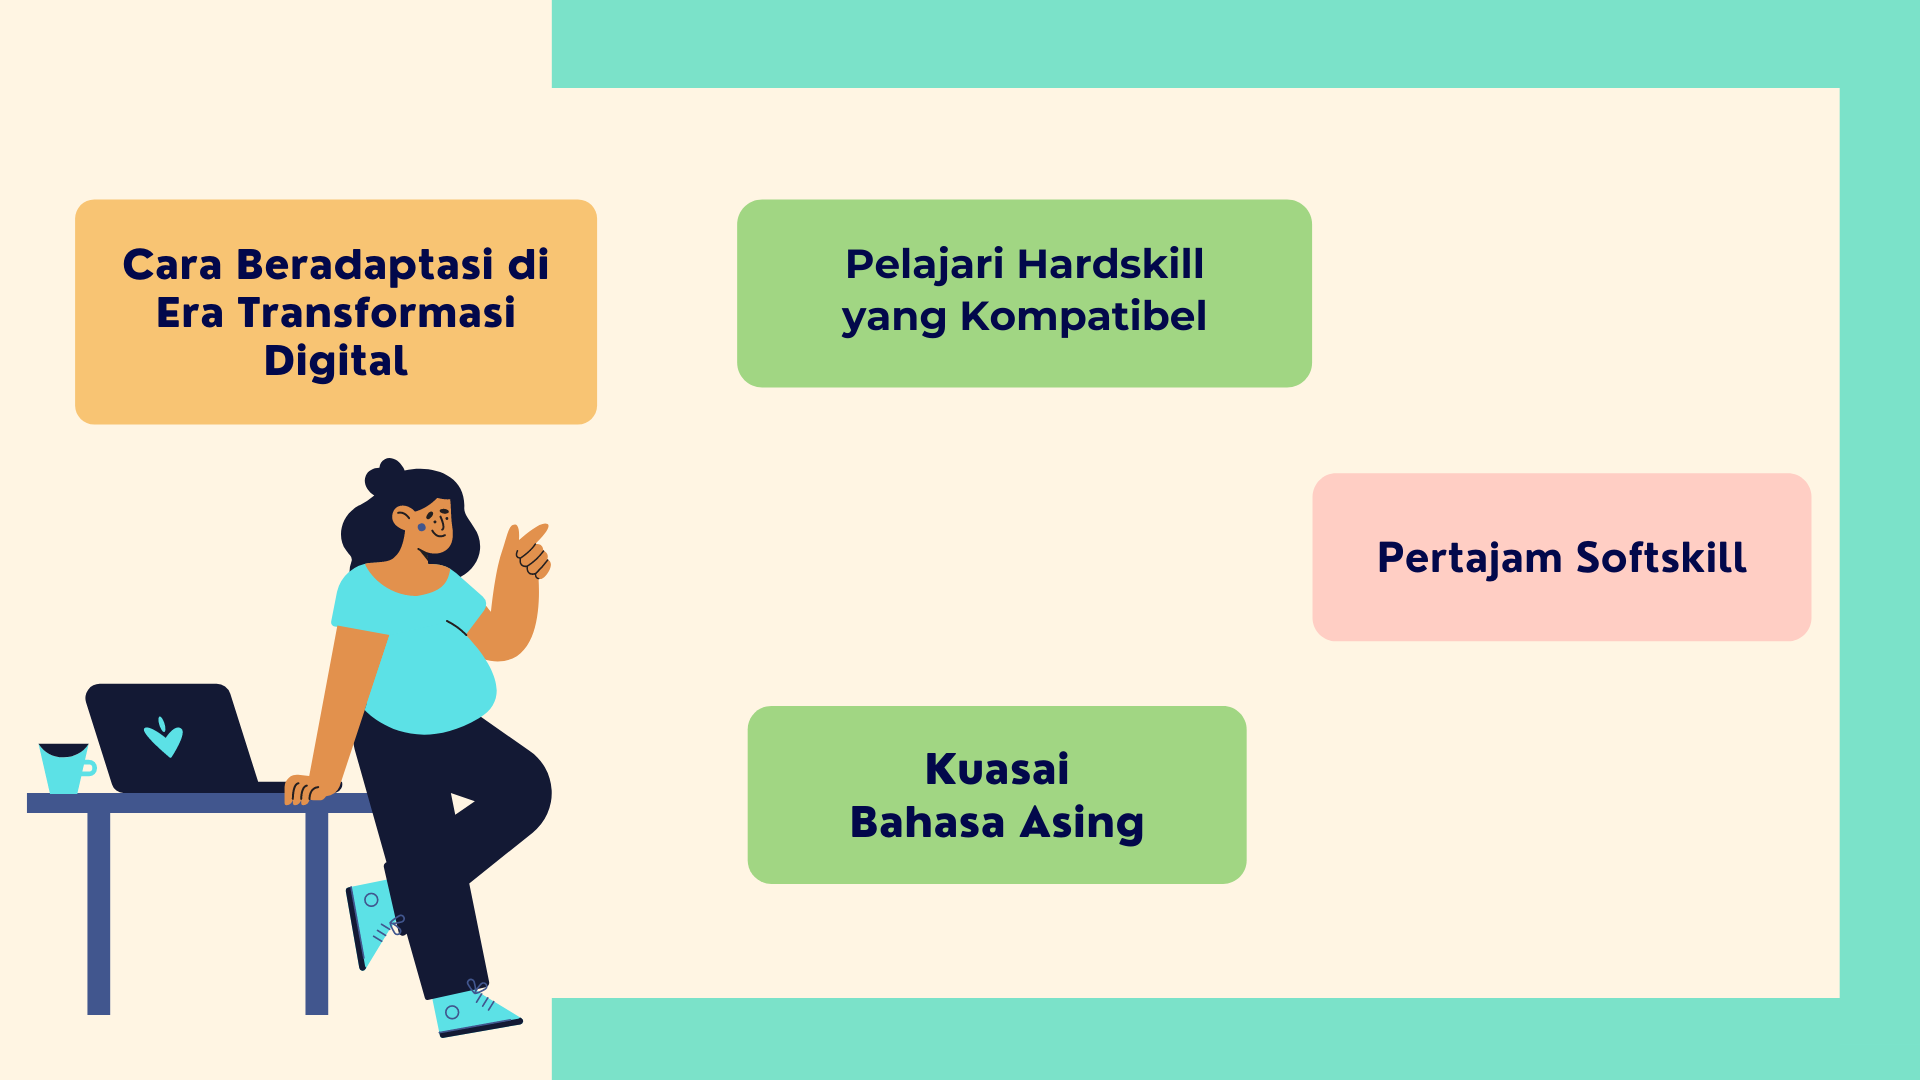 Cara Beradaptasi di
Era Transformasi
Digital
Pelajari Hardskill
yang Kompatibel
Pertajam Softskill
Kuasai
Bahasa Asing